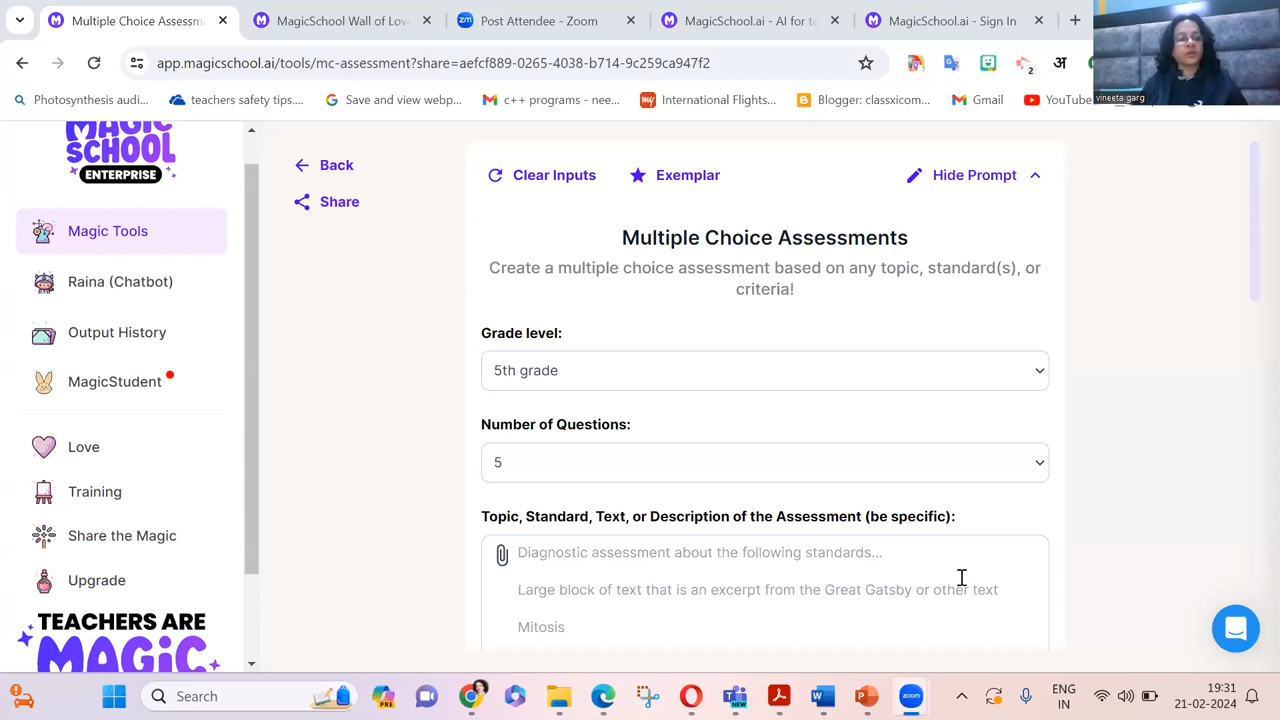 Multiple Choice Assessm
MagicSchool Wall of Lov
Post Attendee - Zoom
MagicSchool.ai - AI for te
MagicSchool.ai - Sign In
app.magicschool.ai/tools/mc-assessment?share=aefcf889-0265-4038-b714-9c259ca947f2
2
अ
Photosynthesis audi...
teachers safety tips....
Save and view webp...
c++ programs - nee...
International Flights...
Bloggerclassxicom...
Gmail
YouTube
vineeta garg
MAGIC
SCHOOL
ENTERPRISE
Magic Tools
Raina (Chatbot)
Output History
MagicStudent
Love
Training
Share the Magic
Upgrade
TEACHERS ARE
MAGIC
Back
Share
Clear Inputs
Exemplar
Hide Prompt
Multiple Choice Assessments
Create a multiple choice assessment based on any topic, standard(s), or
criteria!
Grade level:
5th grade
Number of Questions:
5
Topic, Standard, Text, or Description of the Assessment (be specific):
Diagnostic assessment about the following standards...
Large block of text that is an excerpt from the Great Gatsby or other text
Mitosis
Search
PRE
NEW
zoom
ENG
IN
19:31
21-02-2024